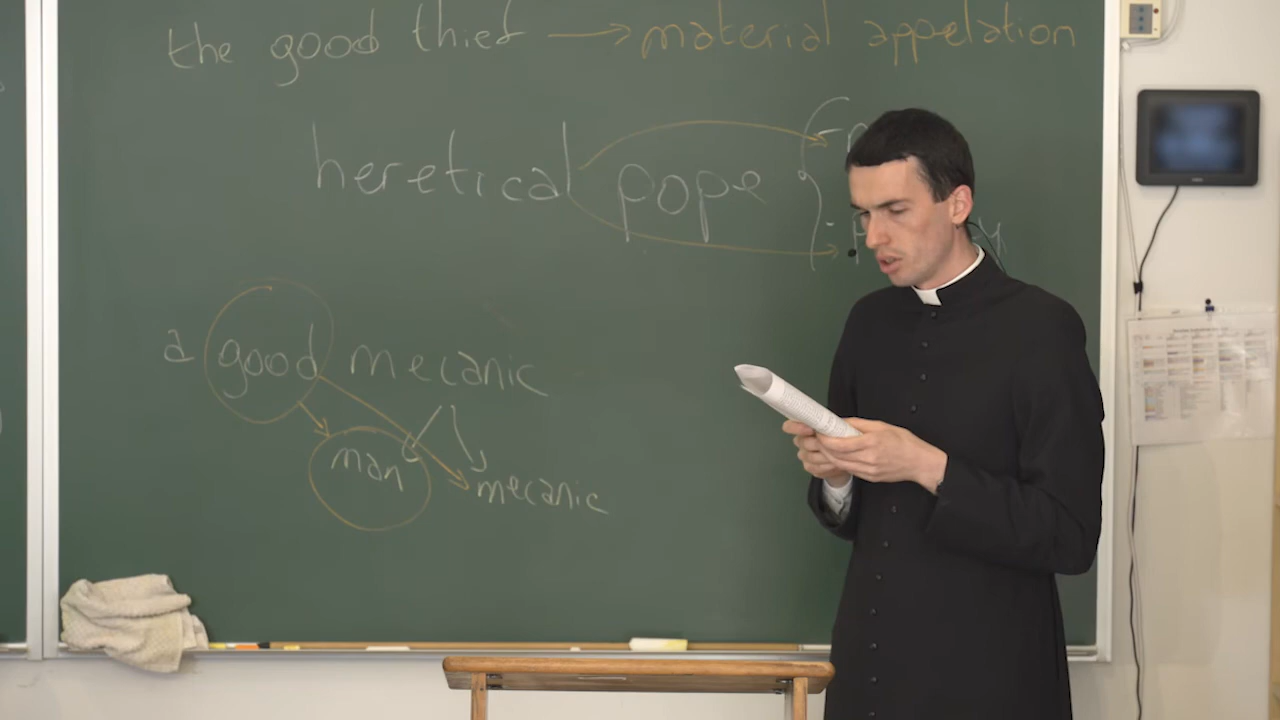 the good thief → material appelation
heretical pope
a good mecanic
man
mecanic